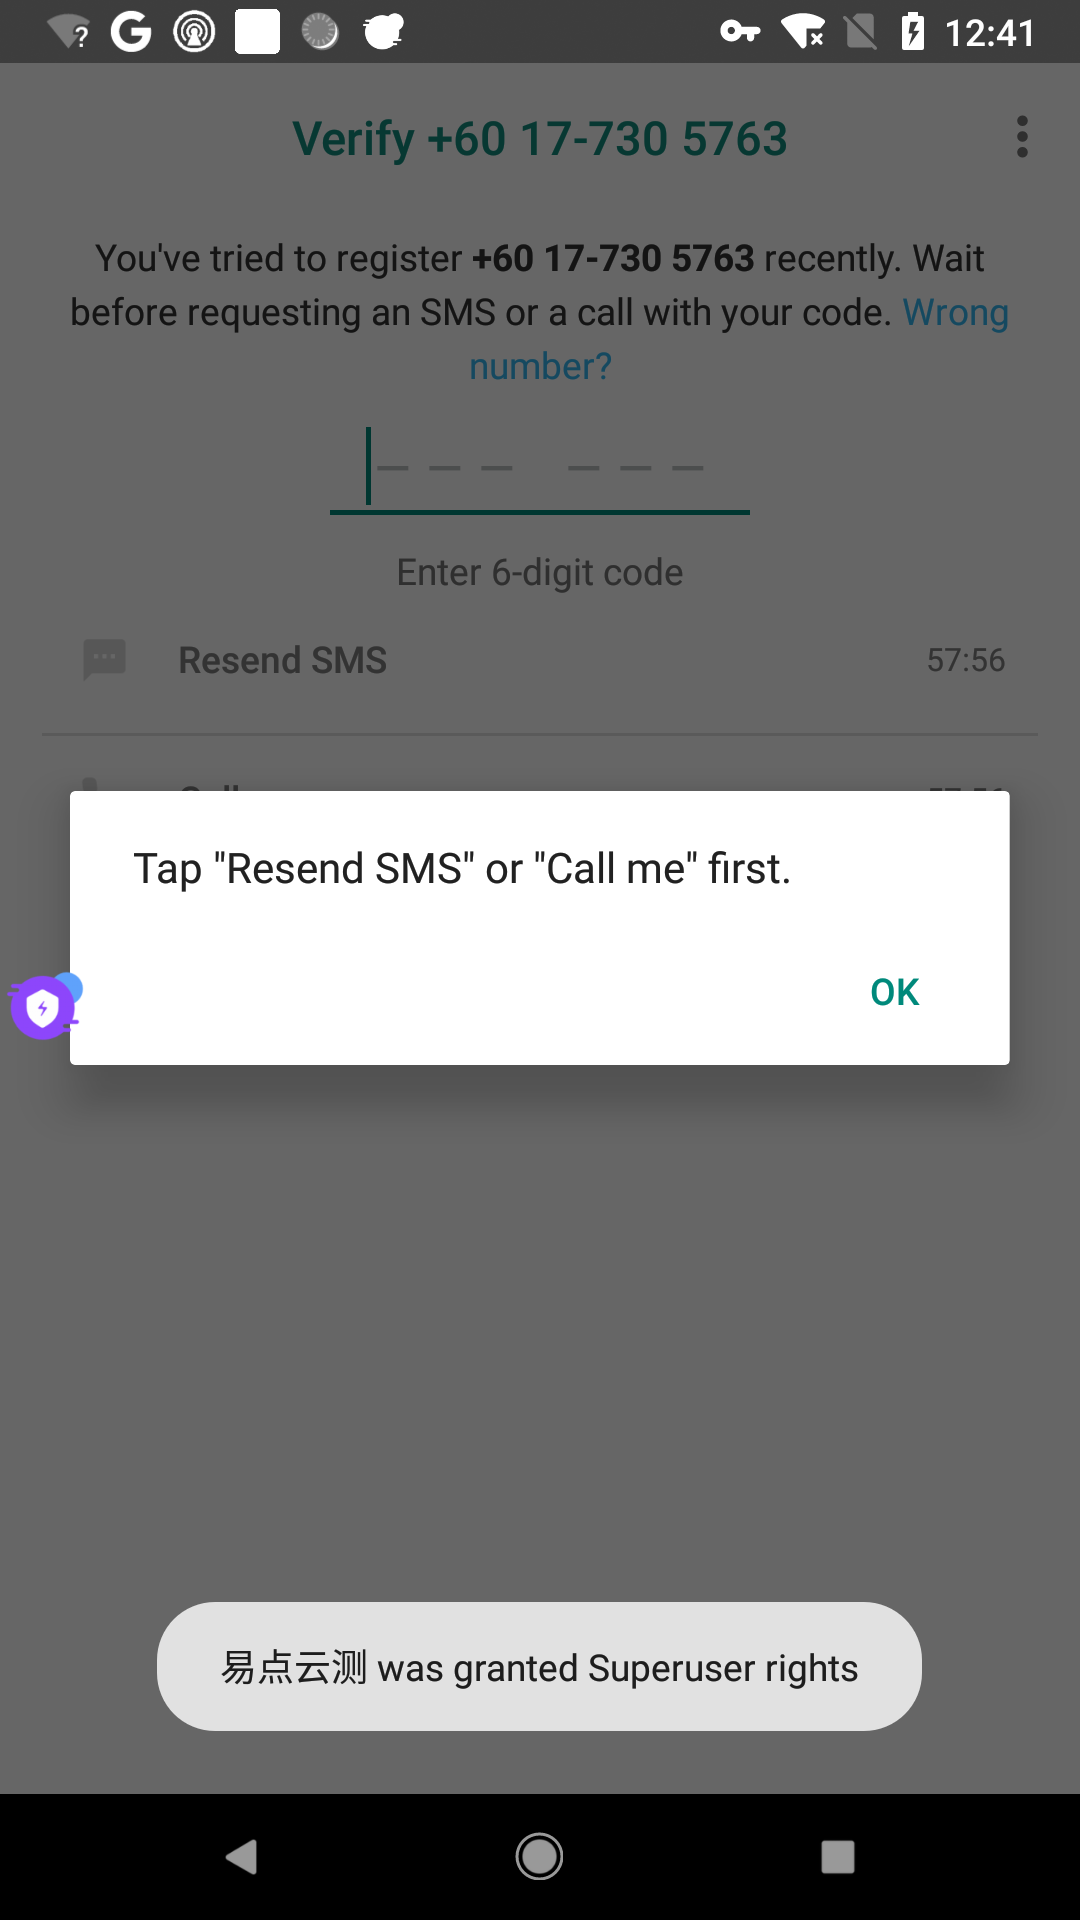 12:41
Verify +60 17-730 5763
You've tried to register +60 17-730 5763 recently. Wait
before requesting an SMS or a call with your code. Wrong
number?
Enter 6-digit code
Resend SMS 57:56
Tap "Resend SMS" or "Call me" first.
OK
易点云测 was granted Superuser rights